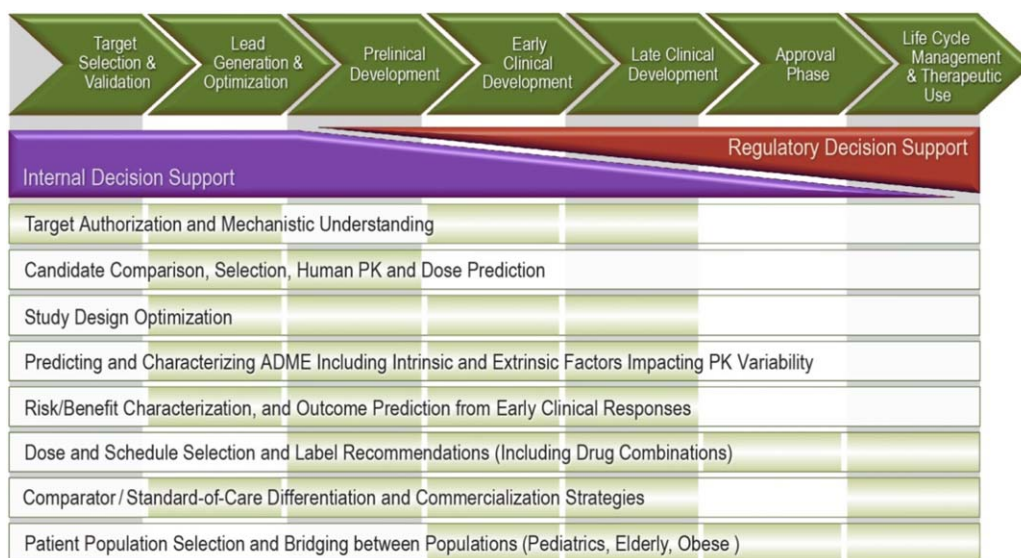 Target
Selection &
Validation
Lead
Generation &
Optimization
Prelinical
Development
Early
Clinical
Development
Late Clinical
Development
Approval
Phase
Life Cycle
Management
& Therapeutic
Use
Regulatory Decision Support
Internal Decision Support
Target Authorization and Mechanistic Understanding
Candidate Comparison, Selection, Human PK and Dose Prediction
Study Design Optimization
Predicting and Characterizing ADME Including Intrinsic and Extrinsic Factors Impacting PK Variability
Risk/Benefit Characterization, and Outcome Prediction from Early Clinical Responses
Dose and Schedule Selection and Label Recommendations (Including Drug Combinations)
Comparator / Standard-of-Care Differentiation and Commercialization Strategies
Patient Population Selection and Bridging between Populations (Pediatrics, Elderly, Obese )